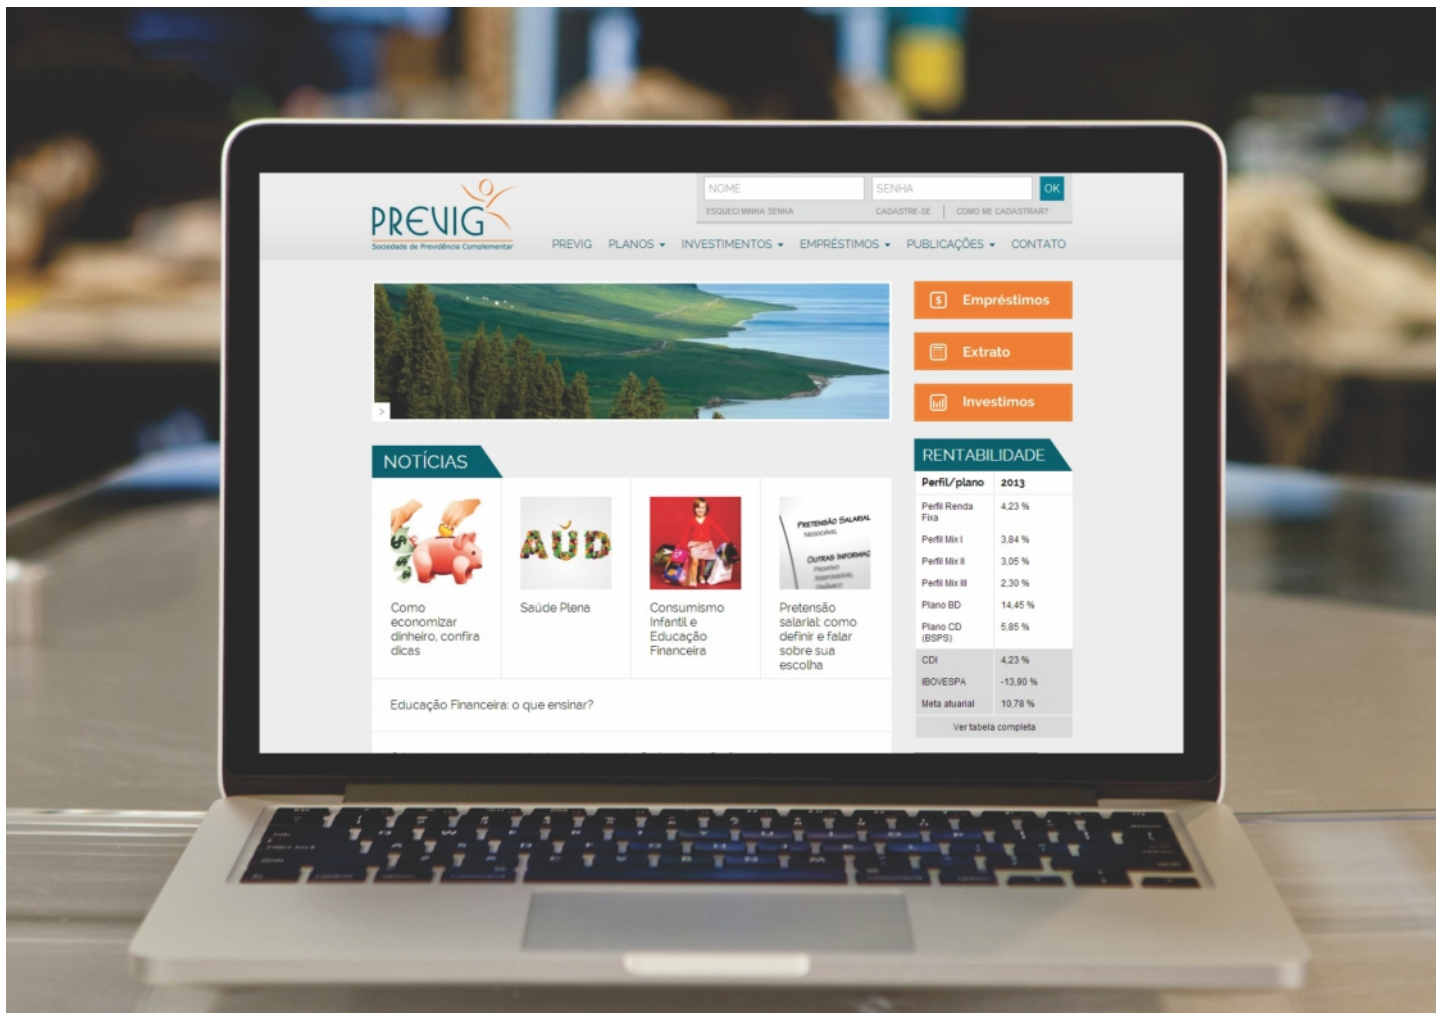 NOME
SENHA
OK
ESQUECI MINHA SENHA
CADASTRE-SE
COMO ME CADASTRAR?
PREVIG
Sociedade de Previdência Complementar
PREVIG
PLANOS
INVESTIMENTOS
EMPRÉSTIMOS
PUBLICAÇÕES
CONTATO
Empréstimos
Extrato
Investimos
NOTÍCIAS
AÚD
PRETENSÃO SALARIAL
NEGOCIÁVEL
OUTRAS INFORMAÇ
Como
economizar
dinheiro, confira
dicas
Saúde Plena
Consumismo
Infantil e
Educação
Financeira
Pretensão
salarial: como
definir e falar
sobre sua
escolha
Educação Financeira: o que ensinar?
RENTABILIDADE
Perfil/plano 2013
Perfil Renda 4,23 %
Fixa
Perfil Mix I 3,84 %
Perfil Mix II 3,05 %
Perfil Mix III 2,30 %
Plano BD 14,45 %
Plano CD 5,85 %
(BSPS)
CDI 4,23 %
IBOVESPA -13,90 %
Meta atuarial 10,78 %
Ver tabela completa